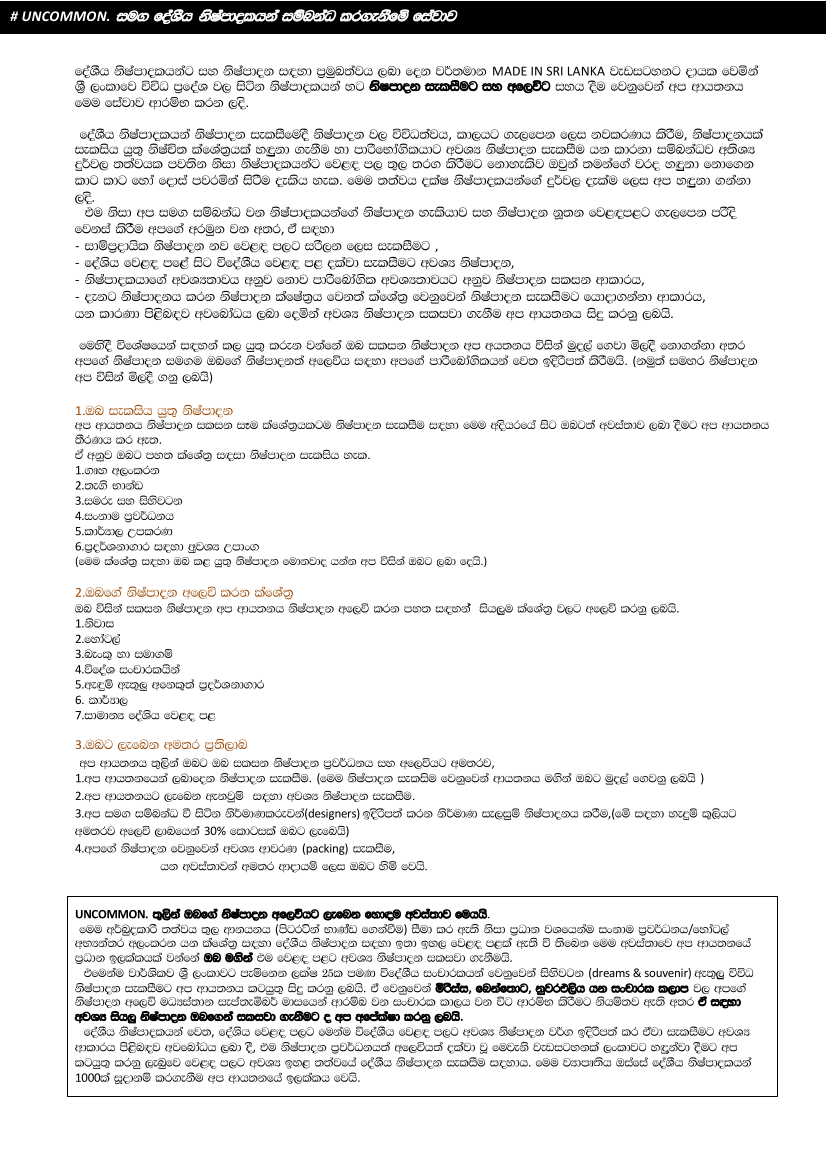 # UNCOMMON. සමග දේශීය නිෂ්පාදකයන් සම්බන්ධ කරගැනීමේ සේවාව
දේශීය නිෂ්පාදකයන්ට සහ නිෂ්පාදන සඳහා ප්‍රමුඛත්වය ලබා දෙන වර්තමාන MADE IN SRI LANKA වැඩසටහනට දායක වෙමින්
ශ්‍රී ලංකාවේ විවිධ ප්‍රදේශ වල සිටින නිෂ්පාදකයන් හට නිෂපාදන සැකසීමට සහ අලෙවිට සහය දීම වෙනුවෙන් අප ආයතනය
මෙම සේවාව ආරම්භ කරන ලදි.
දේශීය නිෂ්පාදකයන් නිෂ්පාදන සැකසීමේදී නිෂ්පාදන වල විවිධත්වය, කාලයට ගැලපෙන ලෙස නවකරණය කිරීම, නිෂ්පාදනයක්
සැකසිය යුතු නිෂ්චිත ක්ශේත්‍රයක් හඳුනා ගැනීම හා පාරිභෝගිකයාට අවශ්‍ය නිෂ්පාදන සැකසීම යන කාරනා සම්බන්ධව අතිශය
දුර්වල තත්වයක පවතින නිසා නිෂ්පාදකයන්ට වෙළඳ පල තුල තරග කිරීමට නොහැකිව ඔවුන් තමන්ගේ වරද හඳුනා නොගෙන
කාට කාට හෝ දොස් පවරමින් සිටීම දැකිය හැක. මෙම තත්වය දක්ෂ නිෂ්පාදකයන්ගේ දුර්වල දැක්ම ලෙස අප හඳුනා ගන්නා
ලදි.
එම නිසා අප සමග සම්බන්ධ වන නිෂ්පාදකයන්ගේ නිෂ්පාදන හැකියාව සහ නිෂ්පාදන නූතන වෙළඳපළට ගැලපෙන පරිදි
වෙනස් කිරීම අපගේ අරමුන වන අතර, ඒ සඳහා
- සාම්ප්‍රදායික නිෂ්පාදන නව වෙළඳ පලට සරිලන ලෙස සැකසීමට ,
- දේශිය වෙළඳ පළේ සිට විදේශීය වෙළඳ පළ දක්වා සැකසීමට අවශ්‍ය නිෂ්පාදන,
- නිෂ්පාදකයාගේ අවශ්‍යතාවය අනුව නොව පාරිබෝගික අවශ්‍යතාවයට අනුව නිෂ්පාදන සකසන ආකාරය,
- දැනට නිෂ්පාදනය කරන නිෂ්පාදන ක්ෂේත්‍රය වෙනත් ක්ශේත්‍ර වෙනුවෙන් නිෂ්පාදන සැකසීමට යොදාගන්නා ආකාරය,
යන කාරණා පිළිබඳව අවබෝධය ලබා දෙමින් අවශ්‍ය නිෂ්පාදන සකසවා ගැනීම අප ආයතනය සිදු කරනු ලබයි.
මෙහිදී විශේෂයෙන් සඳහන් කල යුතු කරුන වන්නේ ඔබ සකසන නිෂ්පාදන අප අයතනය විසින් මුදල් ගෙවා මිලදී නොගන්නා අතර
අපගේ නිෂ්පාදන සමගම ඔබගේ නිෂ්පාදනත් අලෙවිය සඳහා අපගේ පාරිබෝගිකයන් වෙත ඉදිරිපත් කිරීමයි. (නමුත් සමහර නිෂ්පාදන
අප විසින් මිලදී ගනු ලබයි)
1.ඔබ සැකසිය යුතු නිෂ්පාදන
අප ආයතනය නිෂ්පාදන සකසන සෑම ක්ශේත්‍රයකටම නිෂ්පාදන සැකසීම සඳහා මෙම අදියරයේ සිට ඔබටත් අවස්තාව ලබා දීමට අප ආයතනය
තීරණය කර ඇත.
ඒ අනුව ඔබට පහත ක්ශේත්‍ර සඳසා නිෂ්පාදන සැකසිය හැක.
1.ගෘහ අලංකරන
2.තෑගි භාන්ඩ
3.සමරු සහ සිහිවටන
4.සංනාම ප්‍රවර්ධනය
5.කාර්යාල උපකරණ
6.ප්‍රදර්ශනාගාර සඳහා අවශ්‍ය උපාංග
(මෙම ක්ශේත්‍ර සඳහා ඔබ කළ යුතු නිෂ්පාදන මොනවාද යන්න අප විසින් ඔබට ලබා දෙයි.)
2.ඔබගේ නිෂ්පාදන අලෙවි කරන ක්ශේත්‍ර
ඔබ විසින් සකසන නිෂ්පාදන අප ආයතනය නිෂ්පාදන අලෙවි කරන පහත සඳහන් සියලුම ක්ශේත්‍ර වලට අලෙවි කරනු ලබයි.
1.නිවාස
2.හෝටල්
3.බැංකු හා සමාගම්
4.විදේශ සංචාරකයින්
5.ඇඳුම් ඇතුලු අනෙකුත් ප්‍රදර්ශනාගාර
6. කාර්යාල
7.සාමාන්‍ය දේශිය වෙළඳ පළ
3.ඔබට ලැබෙන අමතර ප්‍රතිලාබ
අප ආයතනය තුලින් ඔබට ඔබ සකසන නිෂ්පාදන ප්‍රවර්ධනය සහ අලෙවියට අමතරව,
1.අප ආයතනයෙන් ලබාදෙන නිෂ්පාදන සැකසීම. (මෙම නිෂ්පාදන සැකසීම වෙනුවෙන් ආයතනය මගින් ඔබට මුදල් ගෙවනු ලබයි )
2.අප ආයතනයට ලැබෙන ඇනවුම් සඳහා අවශ්‍ය නිෂ්පාදන සැකසීම.
3.අප සමග සම්බන්ධ වී සිටින නිර්මාණකරුවන්(designers) ඉදිරිපත් කරන නිර්මාණ සැලසුම් නිෂ්පාදනය කරීම,(මේ සඳහා හැදුම් කුලියට
අමතරව අලෙවි ලාබයෙන් 30% කොටසක් ඔබට ලැබෙයි)
4.අපගේ නිෂ්පාදන වෙනුවෙන් අවශ්‍ය ආවරණ (packing) සැකසීම,
යන අවස්තාවන් අමතර ආදායම් ලෙස ඔබට හිමි වෙයි.
UNCOMMON. තුලින් ඔබගේ නිෂ්පාදන අලෙවියට ලැබෙන හොඳම අවස්තාව මෙයයි.
මෙම අර්බුදකාරී තත්වය තුල ආනයනය (පිටරටින් භාණ්ඩ ගෙන්වීම) සීමා කර ඇති නිසා ප්‍රධාන වශයෙන්ම සංනාම ප්‍රවර්ධනය/හෝටල්
අභ්‍යන්තර අලංකරන යන ක්ශේත්‍ර සඳහා දේශීය නිෂ්පාදන සඳහා ඉතා ඉහල වෙළඳ පළක් ඇති වී තිබෙන මෙම අවස්තාවේ අප ආයතනයේ
ප්‍රධාන ඉලක්කයක් වන්නේ ඔබ මගින් එම වෙළඳ පළට අවශ්‍ය නිෂ්පාදන සකසවා ගැනීමයි.
එමෙන්ම වාර්ශිකව ශ්‍රී ලංකාවට පැමිනෙන ලක්ෂ 25ක පමණ විදේශීය සංචාරකයන් වෙනුවෙන් සිහිවටන (dreams & souvenir) ඇතුලු විවිධ
නිෂ්පාදන සැකසීමට අප ආයතනය කටයුතු සිදු කරනු ලබයි. ඒ වෙනුවෙන් මිරිස්ස, බෙන්තොට, නුවරඑළිය යන සංචාරක කලාප වල අපගේ
නිෂ්පාදන අලෙවි මධ්‍යස්තාන සැප්තැම්බර් මාසයෙන් ආරම්බ වන සංචාරක කාලය වන විට ආරම්භ කිරීමට නියමිතව ඇති අතර ඒ සඳහා
අවශ්‍ය සියලු නිෂ්පාදන ඔබගෙන් සකසවා ගැනීමට ද අප අපේක්ෂා කරනු ලබයි.
දේශීය නිෂ්පාදකයන් වෙත, දේශිය වෙළඳ පලට මෙන්ම විදේශීය වෙළඳ පලට අවශ්‍ය නිෂ්පාදන වර්ග ඉදිරිපත් කර ඒවා සැකසීමට අවශ්‍ය
ආකාරය පිළිබඳව අවබෝධය ලබා දී, එම නිෂ්පාදන ප්‍රවර්ධනයත් අලෙවියත් දක්වා වූ මෙවැනි වැඩසටහනක් ලංකාවට හඳුන්වා දීමට අප
කටයුතු කරනු ලැබුවේ වෙළඳ පලට අවශ්‍ය ඉහළ තත්වයේ දේශීය නිෂ්පාදන සැකසීම සඳහාය. මෙම ව්‍යාපෘතිය ඔස්සේ දේශීය නිෂ්පාදකයන්
1000ක් සූදානම් කරගැනීම අප ආයතනයේ ඉලක්කය වෙයි.